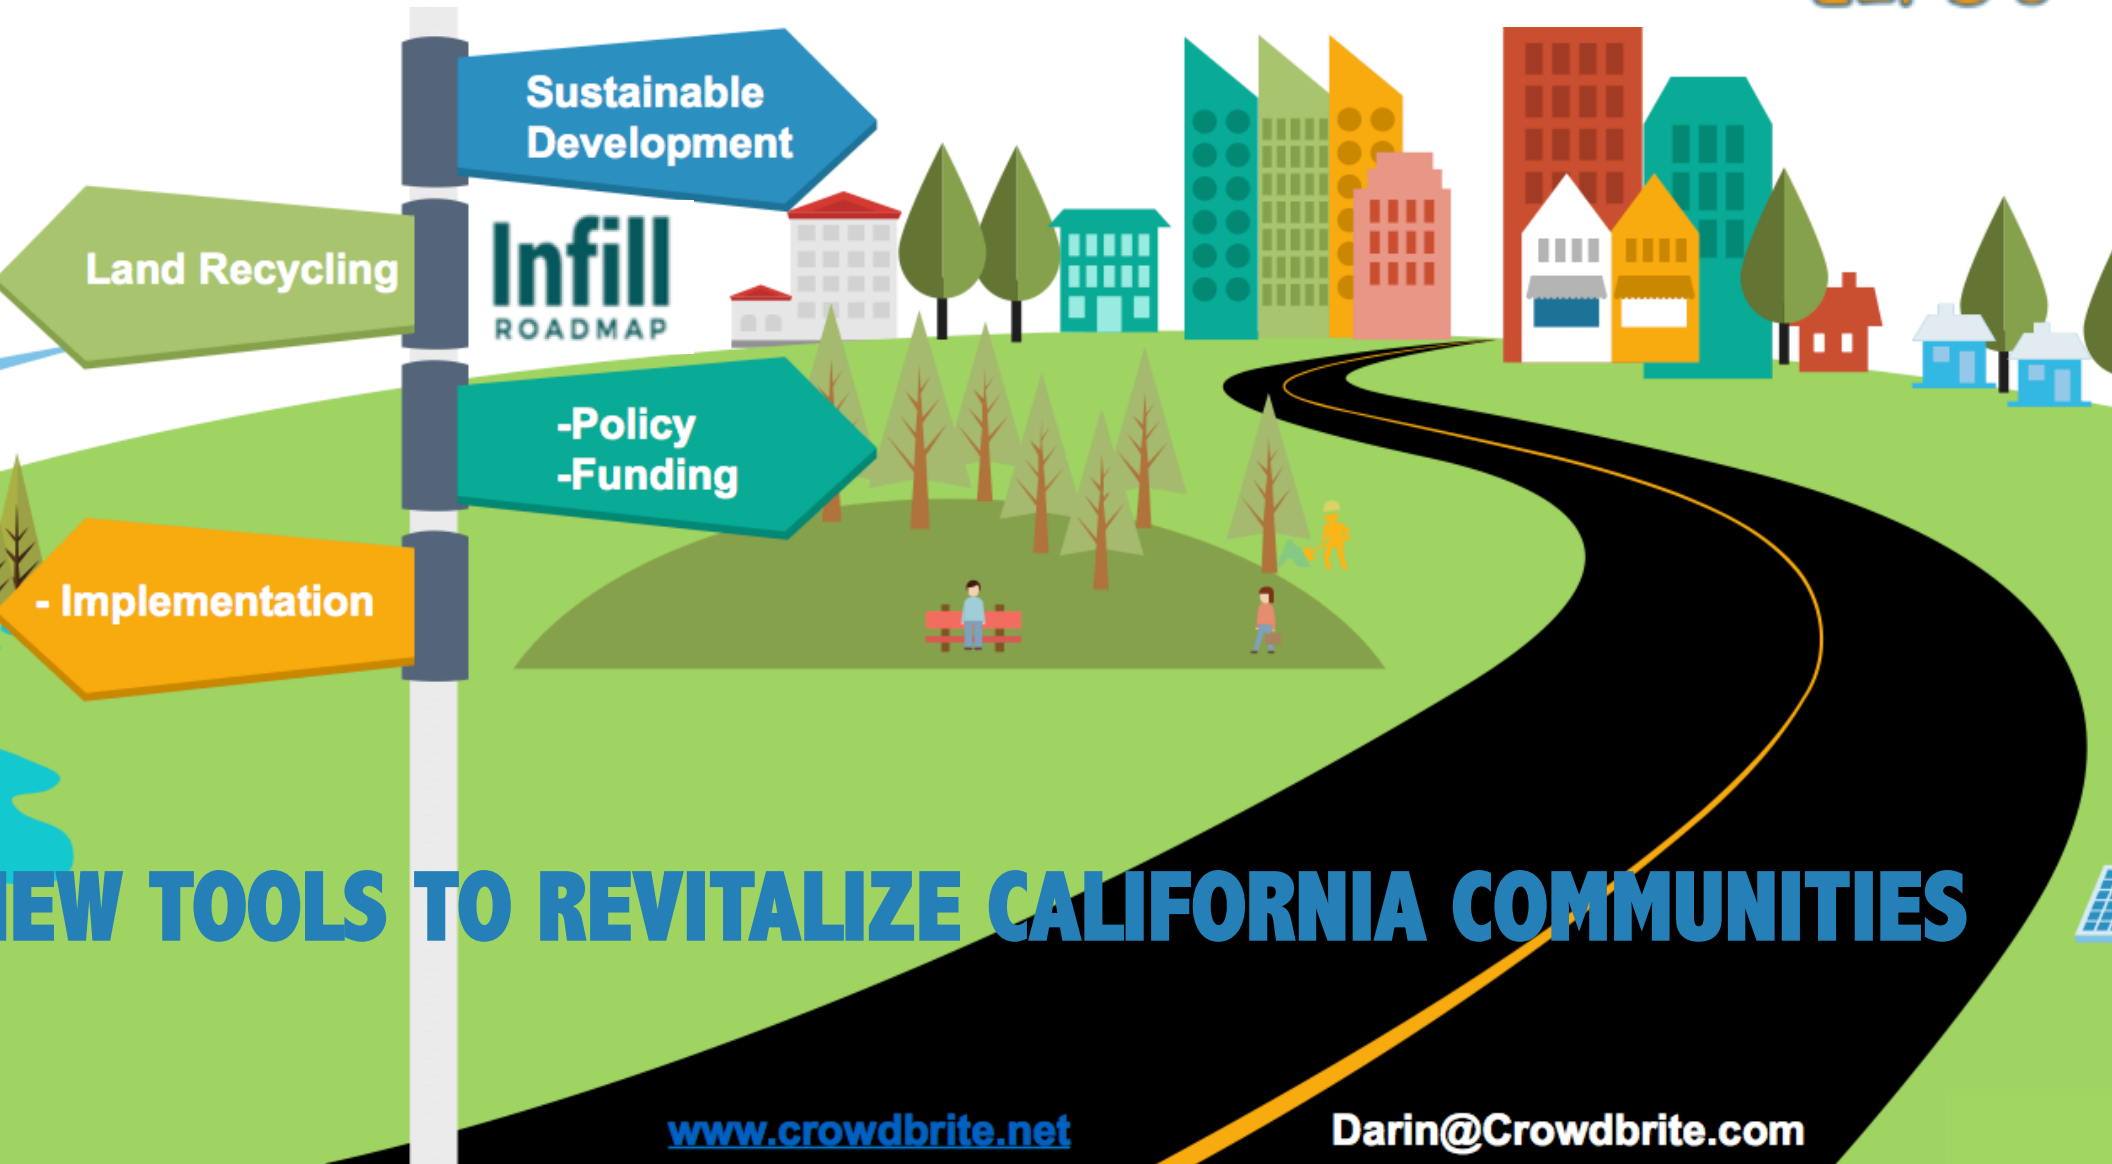 Sustainable
Development
Land Recycling
Infill
ROADMAP
-Policy
-Funding
- Implementation
EW TOOLS TO REVITALIZE CALIFORNIA COMMUNITIES
www.crowdbrite.net
Darin@Crowdbrite.com